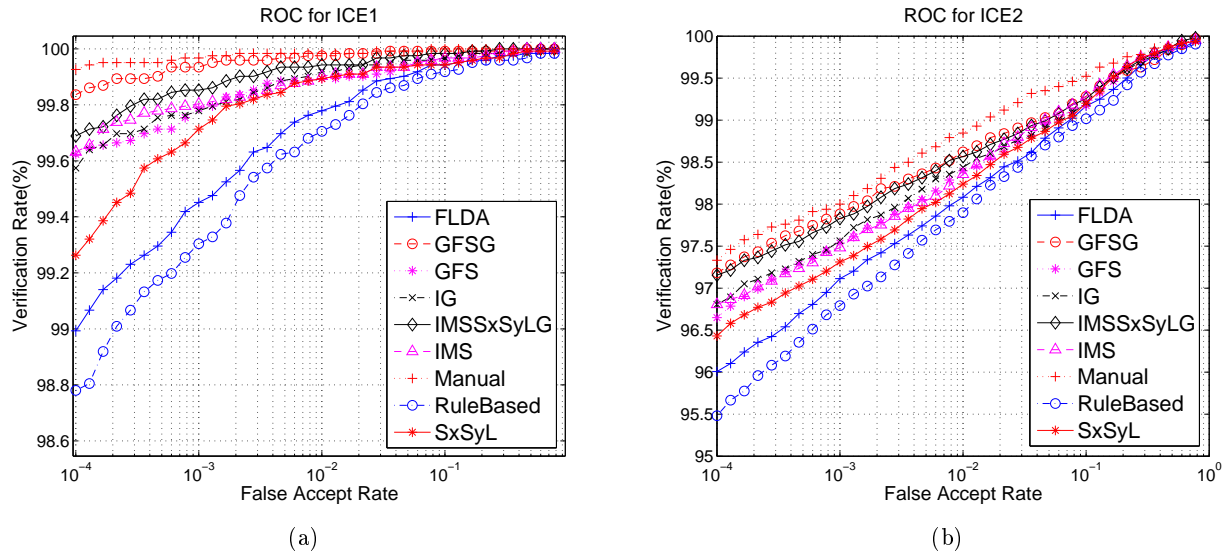 ROC for ICE1
100
99.8
99.6
99.4
99.2
99
98.8
98.6
Verification Rate(%)
10^-4
10^-3
10^-2
10^-1
False Accept Rate
FLDA
GFSG
GFS
IG
IMSSxSyLG
IMS
Manual
RuleBased
SxSyL
(a)
ROC for ICE2
100
99.5
99
98.5
98
97.5
97
96.5
96
95.5
95
Verification Rate(%)
10^-4
10^-3
10^-2
10^-1
10^0
False Accept Rate
FLDA
GFSG
GFS
IG
IMSSxSyLG
IMS
Manual
RuleBased
SxSyL
(b)